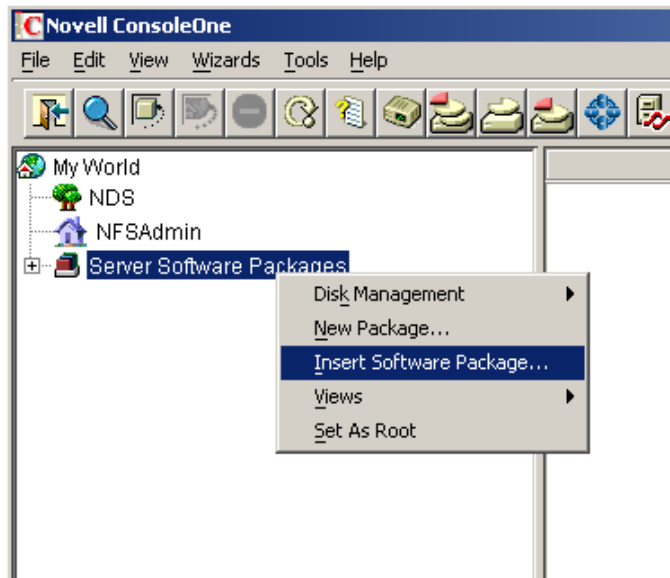 Novell ConsoleOne
File Edit View Wizards Tools Help
My World
NDS
NFSAdmin
Server Software Packages
Disk Management
New Package...
Insert Software Package...
Views
Set As Root